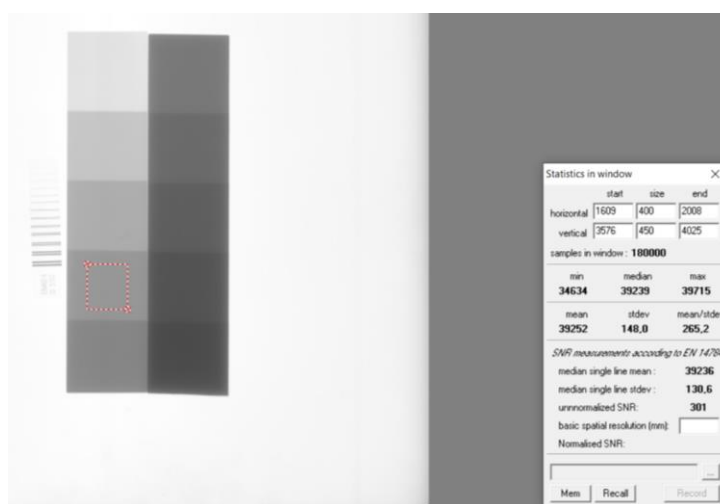 Statistics in window
start size end
horizontal 1609 400 2008
vertical 3576 450 4025
samples in window : 180000
min median max
34634 39239 39715
mean stdev mean/stde
39252 148,0 265,2
SNR measurements according to EN 1478
median single line mean : 39236
median single line stdev : 130,6
unnnormalized SNR: 301
basic spatial resolution (mm):
Normalised SNR:
...
Mem Recall Record